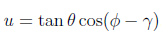 u = tan θ cos(ϕ − γ)